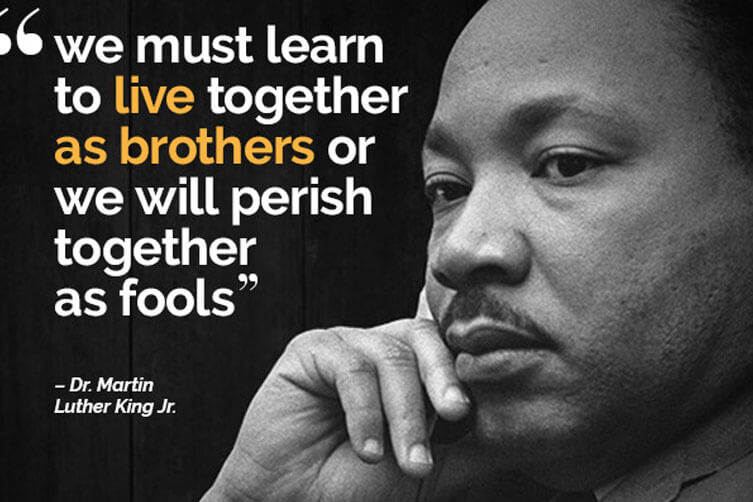 “we must learn
to live together
as brothers or
we will perish
together
as fools”
– Dr. Martin
Luther King Jr.